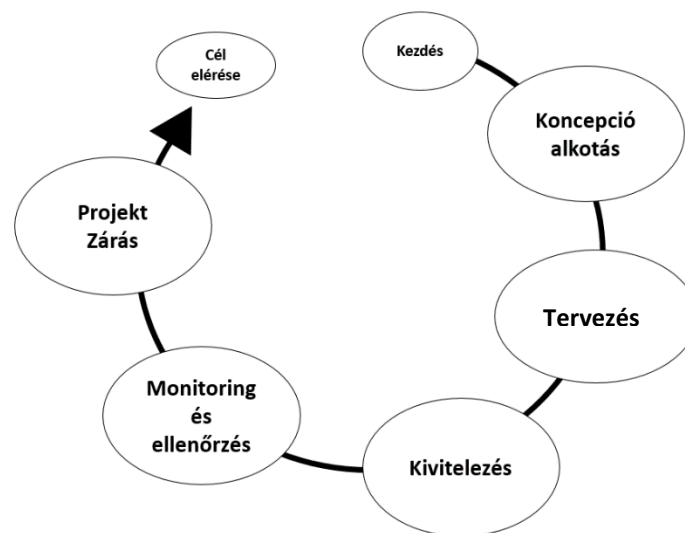 Kezdés
Koncepció
alkotás
Tervezés
Kivitelezés
Monitoring
és
ellenőrzés
Projekt
Zárás
Cél
elérése